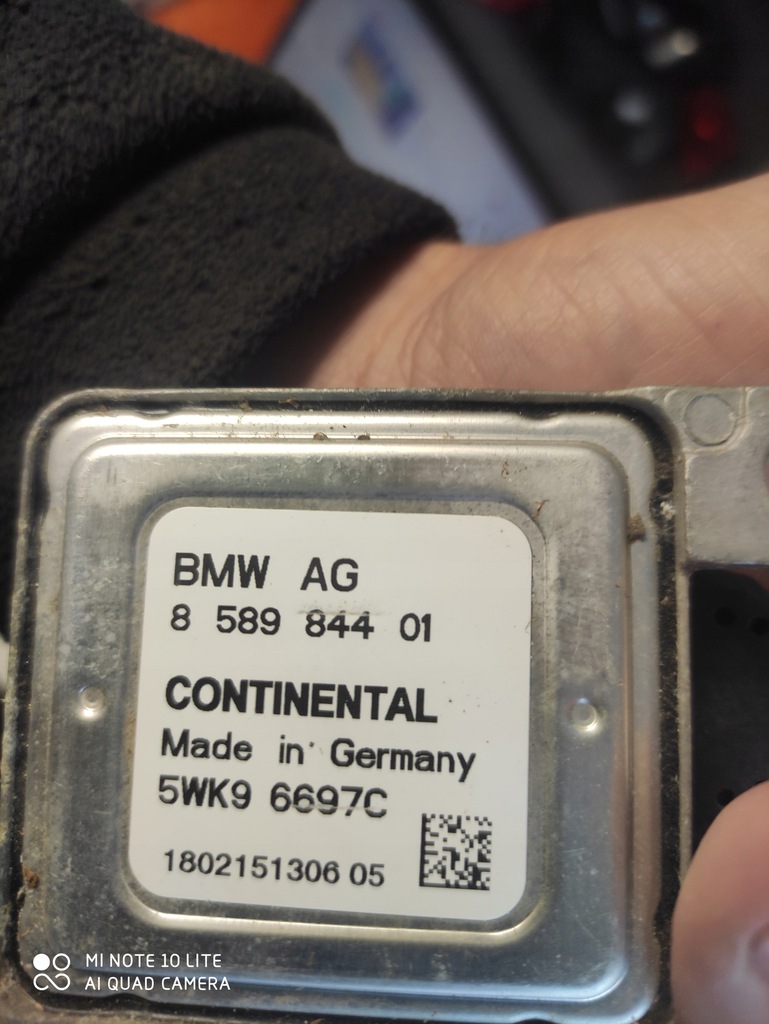 BMW AG
8 589 844 01
CONTINENTAL
Made in Germany
5WK9 6697C
1802151306 05
MI NOTE 10 LITE
AI QUAD CAMERA